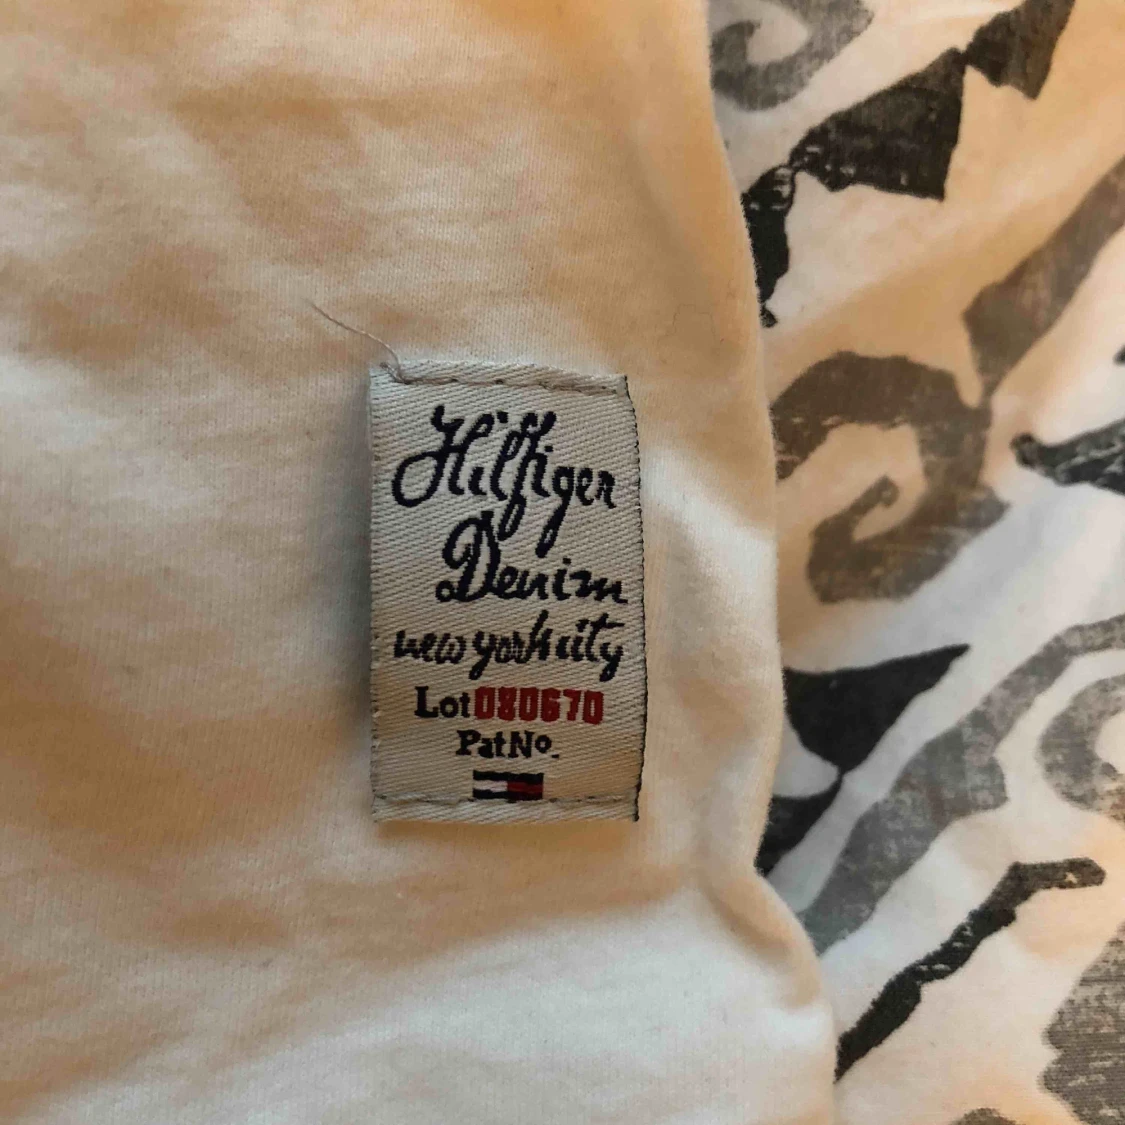 Hilfiger
Denim
new york city
Lot 080670
Pat No.